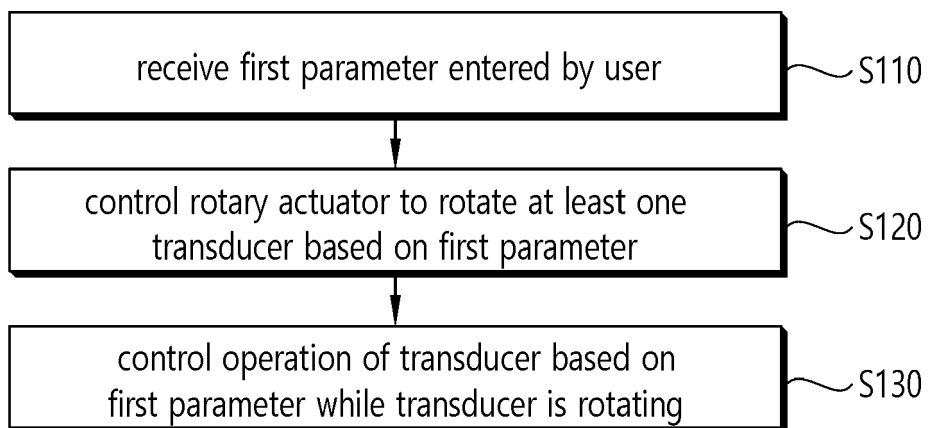 receive first parameter entered by user
S110
control rotary actuator to rotate at least one
transducer based on first parameter
S120
control operation of transducer based on
first parameter while transducer is rotating
S130